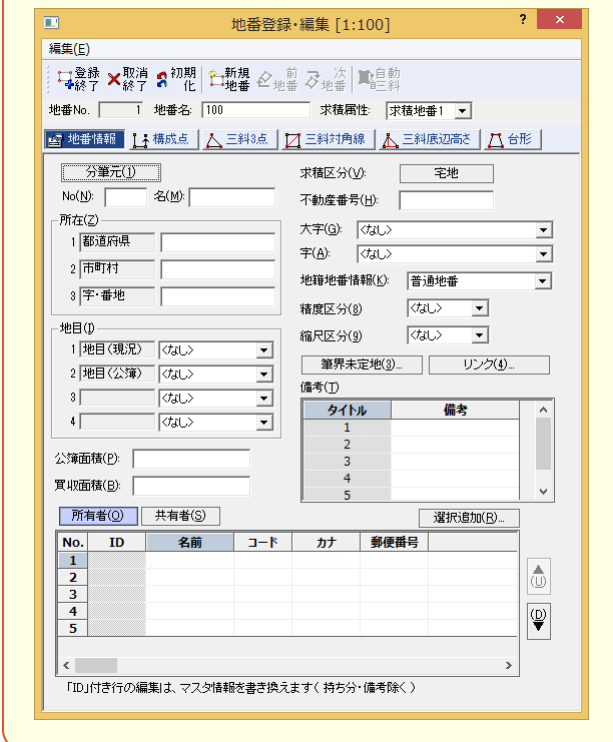 地番登録・編集 [1:100]
? ×
編集(E)
登録終了 取消終了 初期化 新規地番 前地番 次地番 自動三斜
地番No. 1 地番名: 100 求積属性: 求積地番1
地番情報 構成点 三斜3点 三斜対角線 三斜底辺高さ 台形
分筆元(1)
求積区分(V): 宅地
No(N): 名(M):
不動産番号(H):
所在(Z)
1 都道府県
2 市町村
3 字・番地
大字(G): <なし>
字(A): <なし>
地籍地番情報(K): 普通地番
精度区分(8) <なし>
縮尺区分(9) <なし>
地目(I)
1 地目(現況) <なし>
2 地目(公簿) <なし>
3 <なし>
4 <なし>
筆界未定地(3)... リンク(4)...
備考(T)
タイトル 備考
1
2
3
4
5
公簿面積(P):
買収面積(B):
所有者(O) 共有者(S) 選択追加(R)...
No. ID 名前 コード カナ 郵便番号
1
2
3
4
5
(U)
(D)
「ID」付き行の編集は、マスタ情報を書き換えます(持ち分・備考除く)